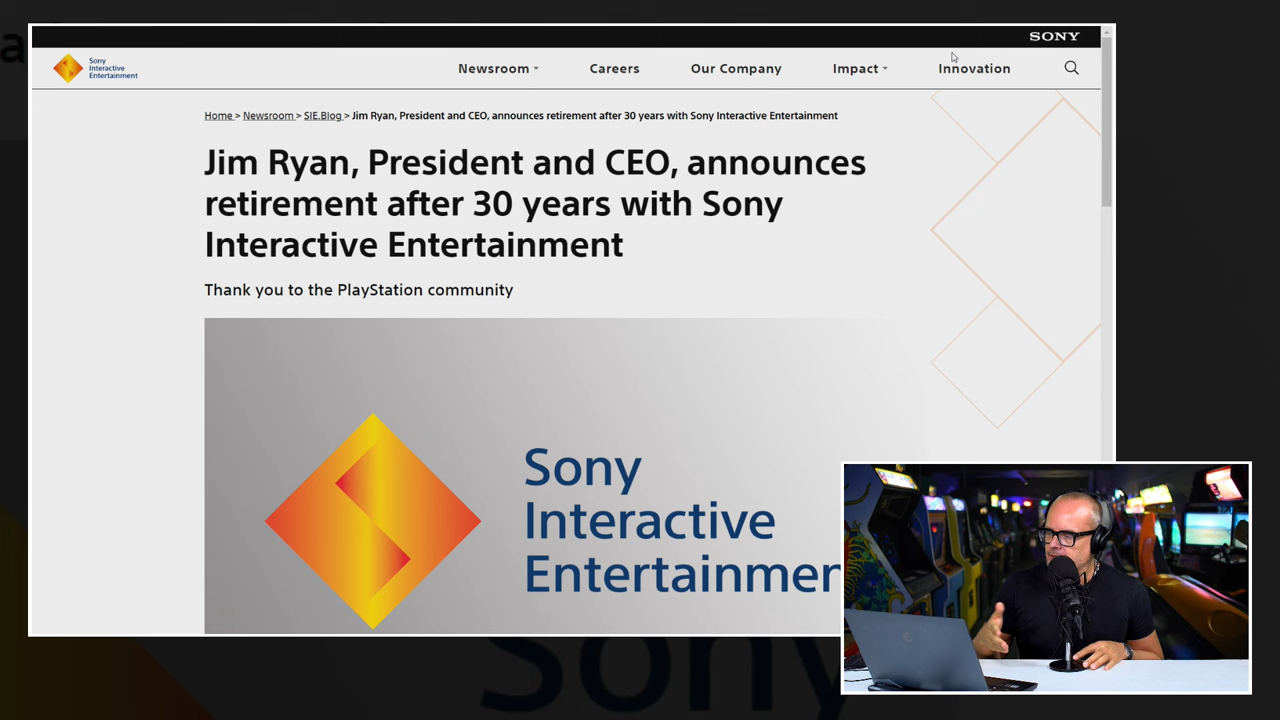 SONY
Sony
Interactive
Entertainment
Newsroom
Careers
Our Company
Impact
Innovation
Home > Newsroom > SIE.Blog > Jim Ryan, President and CEO, announces retirement after 30 years with Sony Interactive Entertainment
Jim Ryan, President and CEO, announces
retirement after 30 years with Sony
Interactive Entertainment
Thank you to the PlayStation community
Sony
Interactive
Entertainmen
Sony